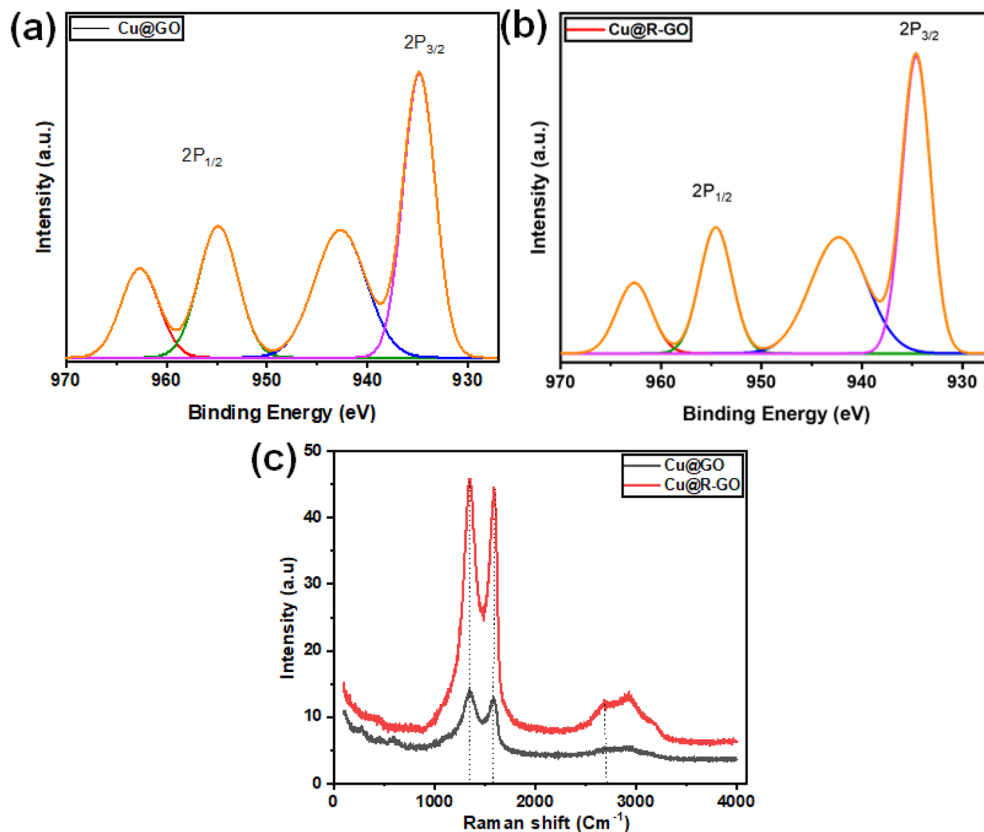 (a)
Cu@GO
2P3/2
2P1/2
Intensity (a.u.)
970 960 950 940 930
Binding Energy (eV)
(b)
Cu@R-GO
2P3/2
2P1/2
Intensity (a.u.)
970 960 950 940 930
Binding Energy (eV)
(c)
Cu@GO
Cu@R-GO
50
40
30
20
10
0
Intensity (a.u)
0 1000 2000 3000 4000
Raman shift (Cm-1)